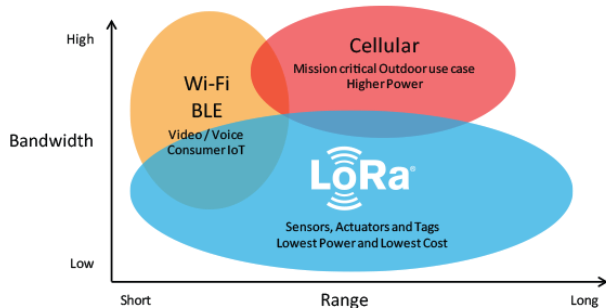 High
Bandwidth
Low
Wi-Fi
BLE
Video / Voice
Consumer IoT
Cellular
Mission critical Outdoor use case
Higher Power
LoRa®
Sensors, Actuators and Tags
Lowest Power and Lowest Cost
Short
Range
Long